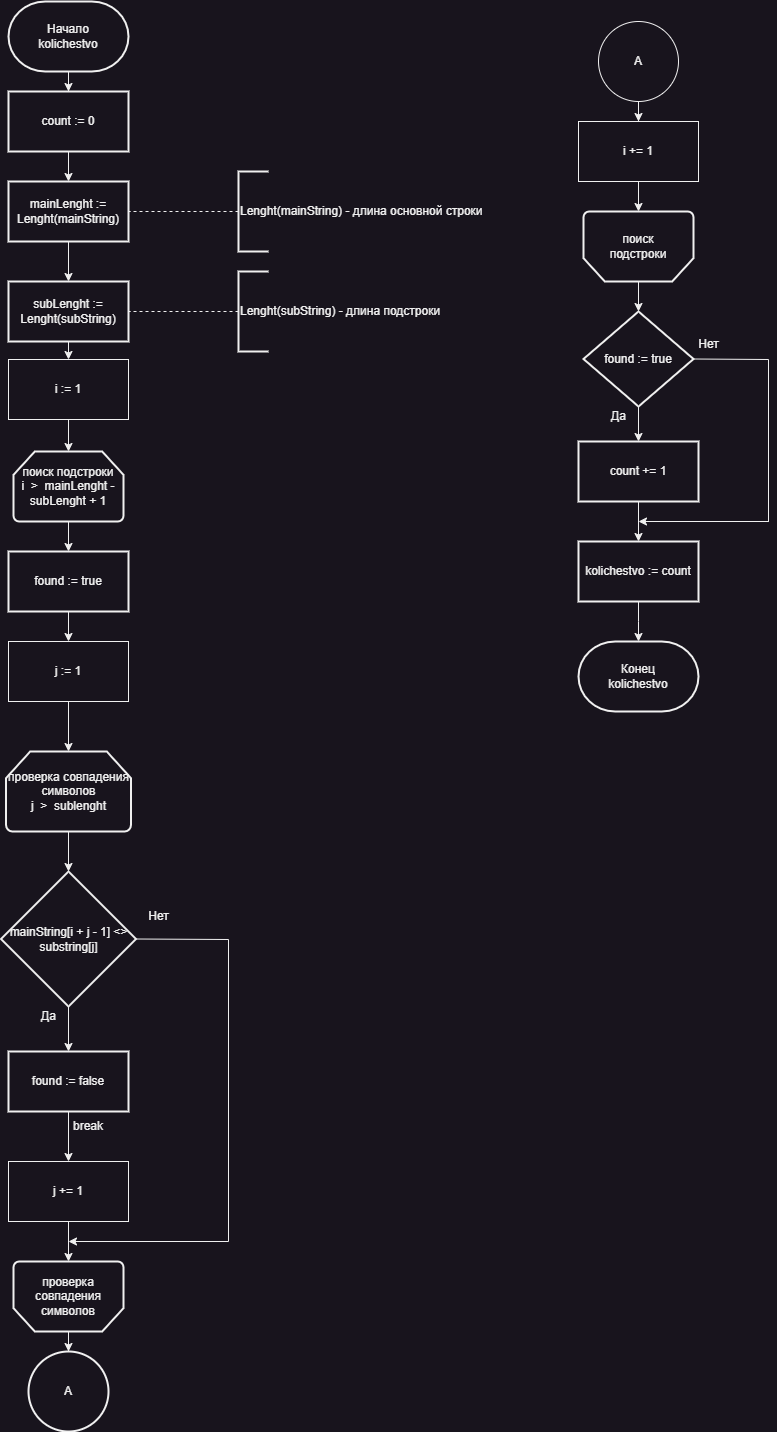 Начало
kolichestvo
count := 0
mainLenght :=
Lenght(mainString)
Lenght(mainString) - длина основной строки
subLenght :=
Lenght(subString)
Lenght(subString) - длина подстроки
i := 1
поиск подстроки
i > mainLenght -
subLenght + 1
found := true
j := 1
проверка совпадения
символов
j > sublenght
mainString[i + j - 1] <>
substring[j]
Нет
Да
found := false
break
j += 1
проверка
совпадения
символов
A
A
i += 1
поиск
подстроки
found := true
Нет
Да
count += 1
kolichestvo := count
Конец
kolichestvo